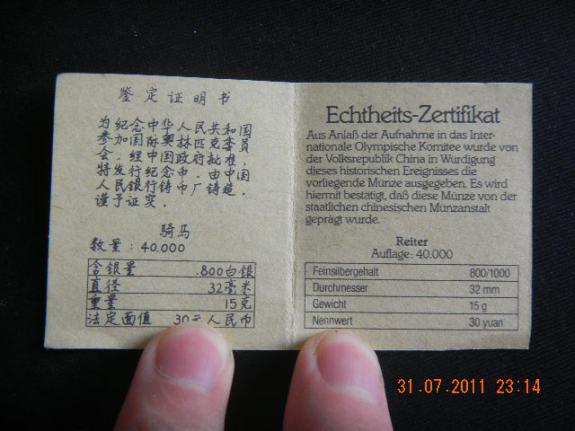 鉴定证明书
为纪念中华人民共和国
参加国际奥林匹克委员
会，经中国政府批准，
特发行纪念币，由中国
人民银行铸币厂铸造，
谨予证实。
骑马
数量：40.000
含银量 .800白银
直径 32毫米
重量 15克
法定面值 30元人民币
Echtheits-Zertifikat
Aus Anlaß der Aufnahme in das Inter-
nationale Olympische Komitee wurde von
der Volksrepublik China in Würdigung
dieses historischen Ereignisses die
vorliegende Münze ausgegeben. Es wird
hiermit bestätigt, daß diese Münze von der
staatlichen chinesischen Münzanstalt
geprägt wurde.
Reiter
Auflage: 40.000
Feinsilbergehalt 800/1000
Durchmesser 32 mm
Gewicht 15 g
Nennwert 30 yuan
31.07.2011 23:14